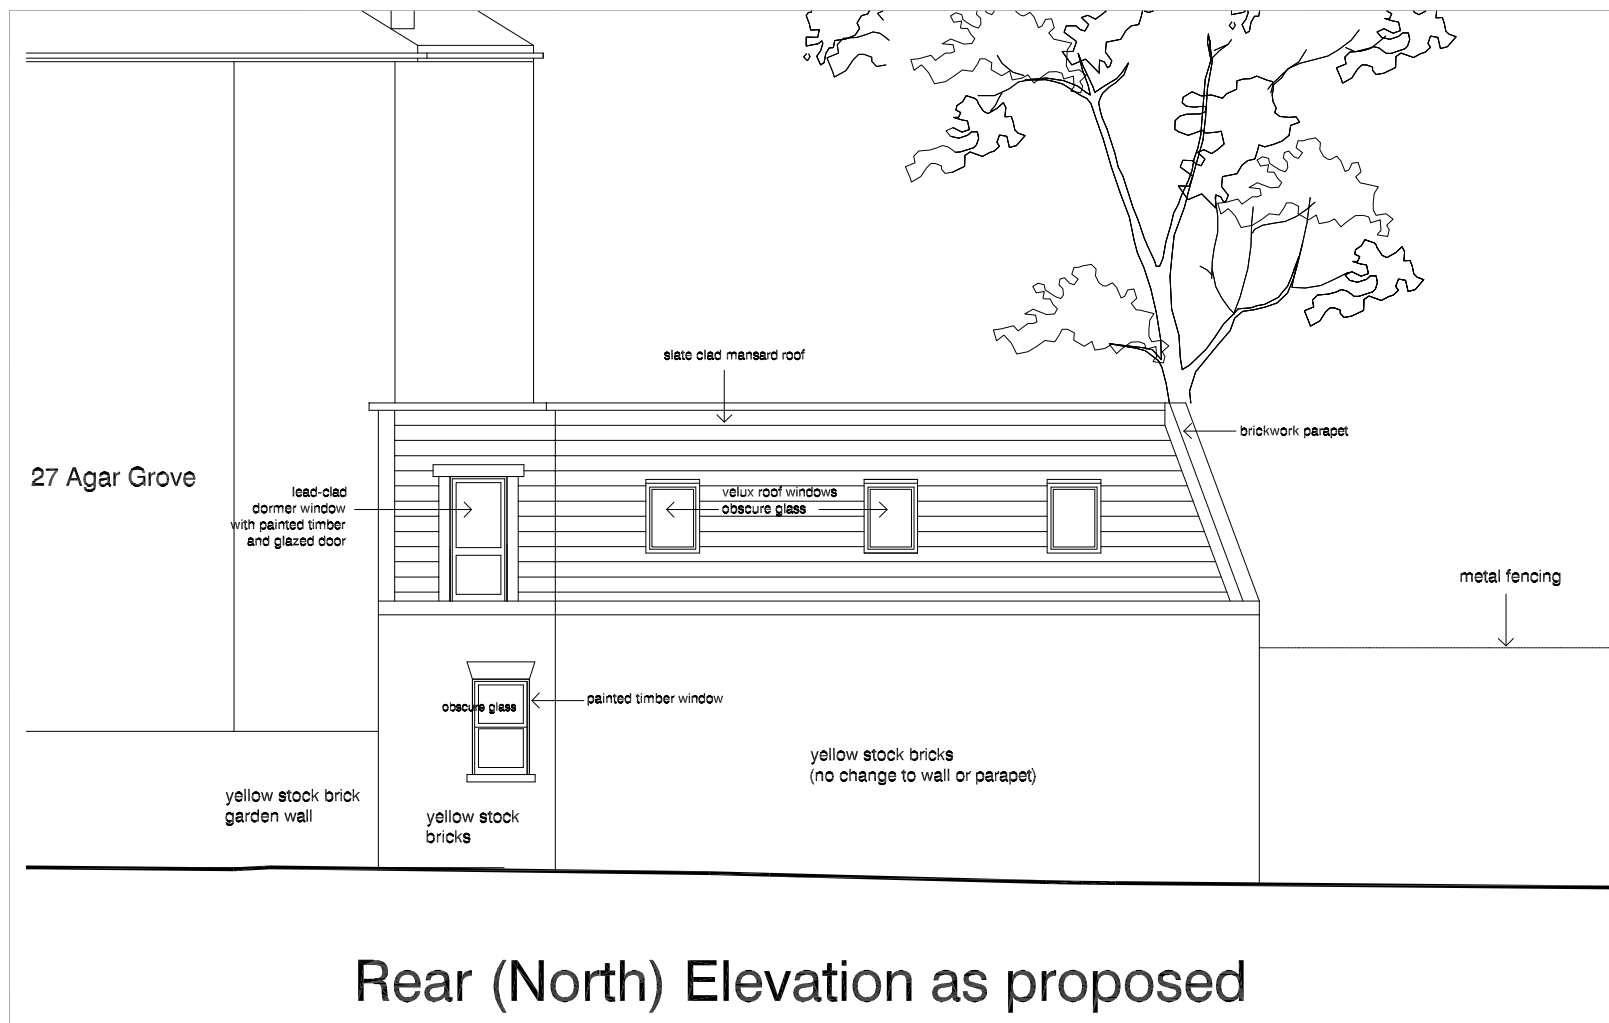 slate clad mansard roof
brickwork parapet
27 Agar Grove
lead-clad
dormer window
with painted timber
and glazed door
velux roof windows
obscure glass
metal fencing
obscure glass
painted timber window
yellow stock bricks
(no change to wall or parapet)
yellow stock brick
garden wall
yellow stock
bricks
Rear (North) Elevation as proposed